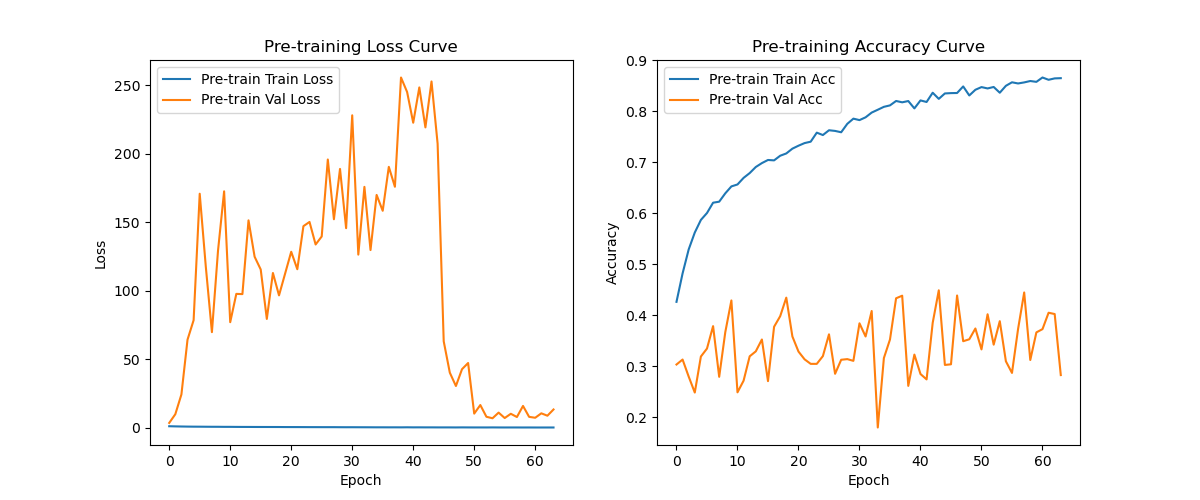 Pre-training Loss Curve
Pre-train Train Loss
Pre-train Val Loss
250
200
150
100
50
0
Loss
0 10 20 30 40 50 60
Epoch
Pre-training Accuracy Curve
Pre-train Train Acc
Pre-train Val Acc
0.9
0.8
0.7
0.6
0.5
0.4
0.3
0.2
Accuracy
0 10 20 30 40 50 60
Epoch